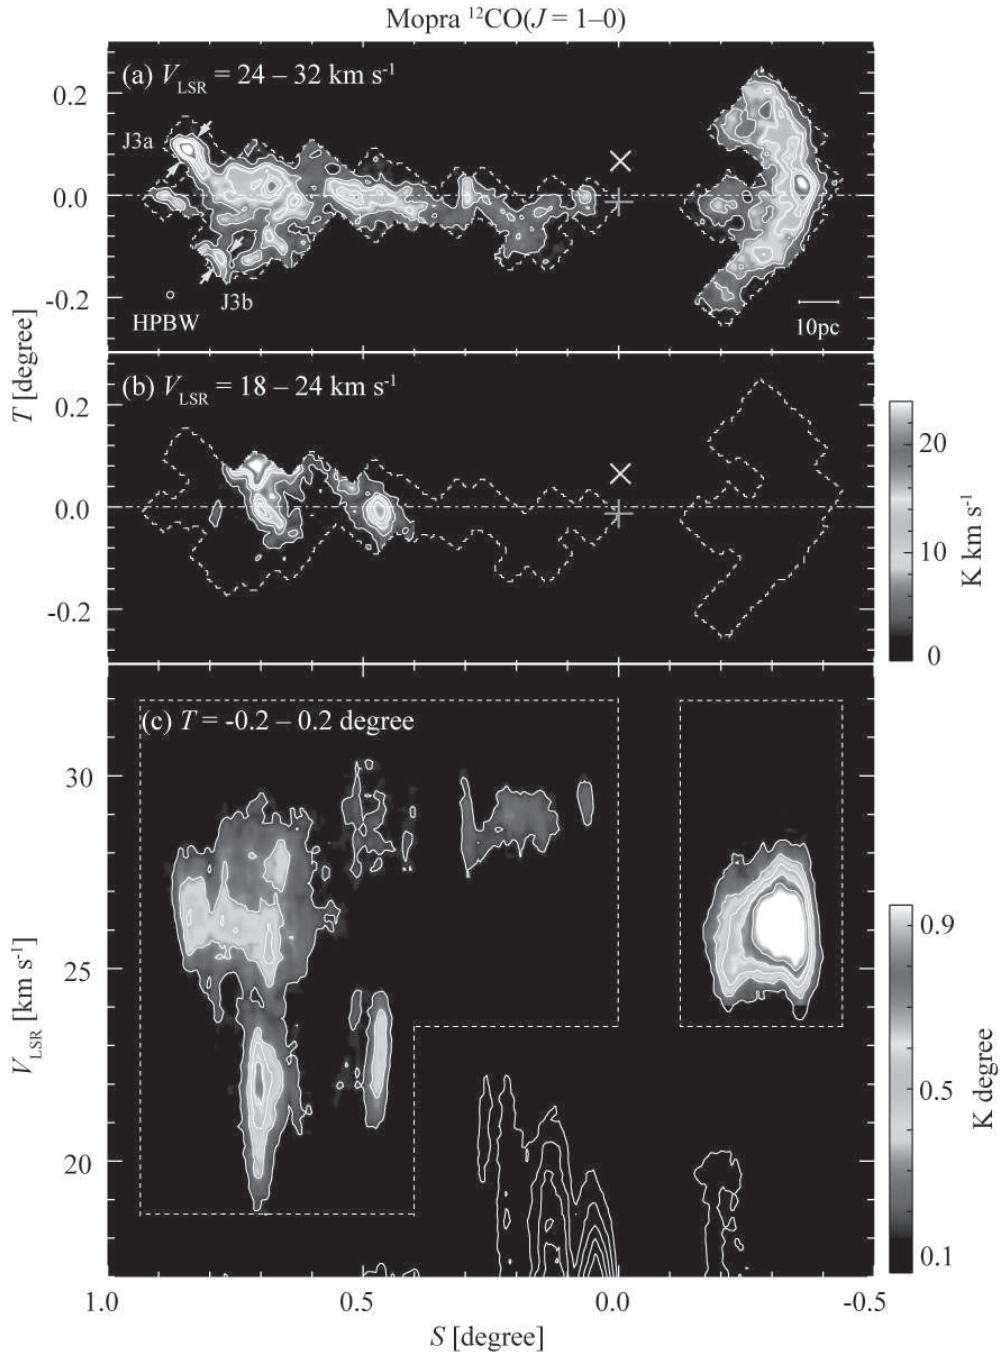 Mopra ¹²CO(J = 1–0)
(a) V_LSR = 24 – 32 km s⁻¹
0.2
J3a
0.0
-0.2
J3b
HPBW
10pc
T [degree]
(b) V_LSR = 18 – 24 km s⁻¹
0.2
0.0
-0.2
20
10
0
K km s⁻¹
(c) T = -0.2 – 0.2 degree
30
25
20
V_LSR [km s⁻¹]
0.9
0.5
0.1
K degree
1.0 0.5 0.0 -0.5
S [degree]